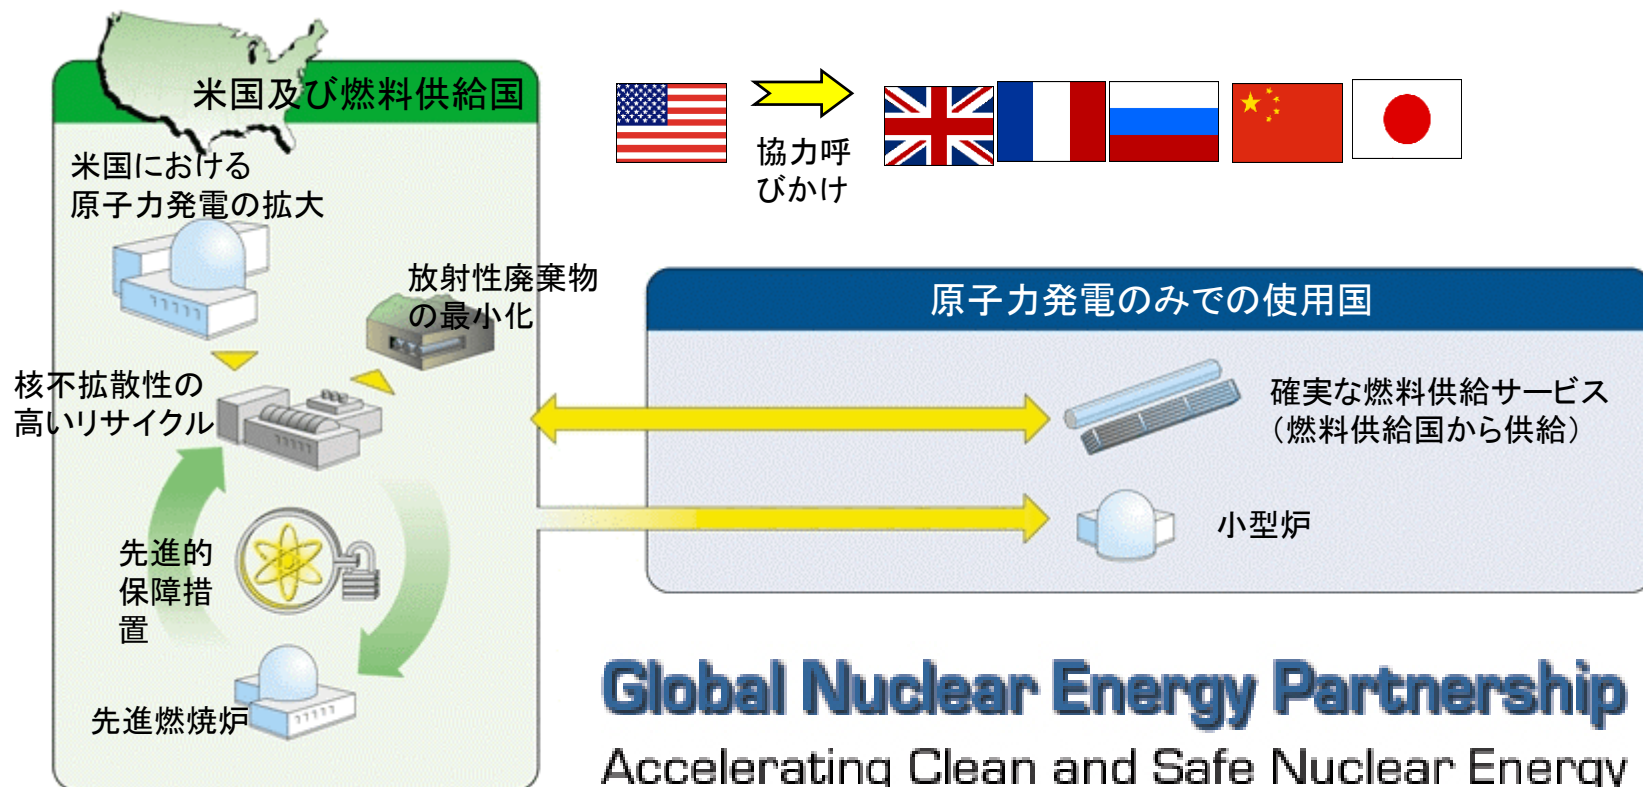 米国及び燃料供給国
米国における
原子力発電の拡大
放射性廃棄物
の最小化
核不拡散性の
高いリサイクル
先進的
保障措
置
先進燃焼炉
協力呼
びかけ
原子力発電のみでの使用国
確実な燃料供給サービス
（燃料供給国から供給）
小型炉
Global Nuclear Energy Partnership
Accelerating Clean and Safe Nuclear Energy